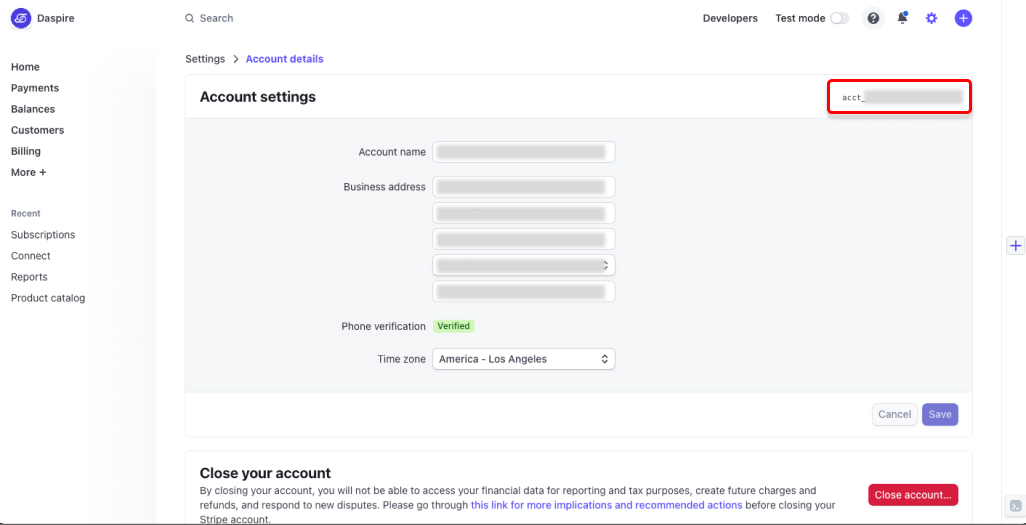 Daspire
Search
Developers
Test mode
Home
Payments
Balances
Customers
Billing
More +
Recent
Subscriptions
Connect
Reports
Product catalog
Settings > Account details
Account settings
acct_
Account name
Business address
Phone verification
Verified
Time zone
America - Los Angeles
Cancel
Save
Close your account
By closing your account, you will not be able to access your financial data for reporting and tax purposes, create future charges and
refunds, and respond to new disputes. Please go through this link for more implications and recommended actions before closing your
Stripe account.
Close account...